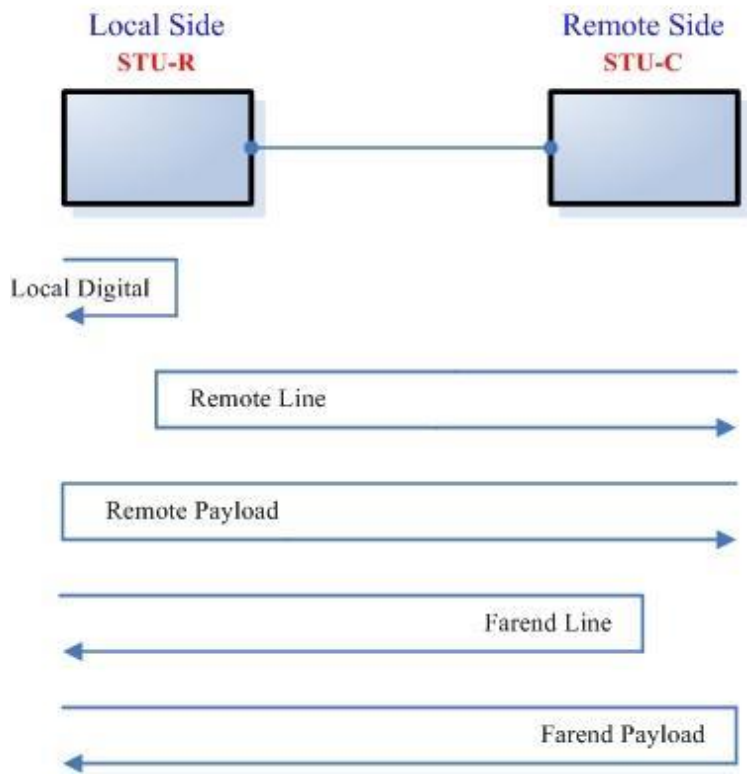 Local Side
STU-R
Remote Side
STU-C
Local Digital
Remote Line
Remote Payload
Farend Line
Farend Payload